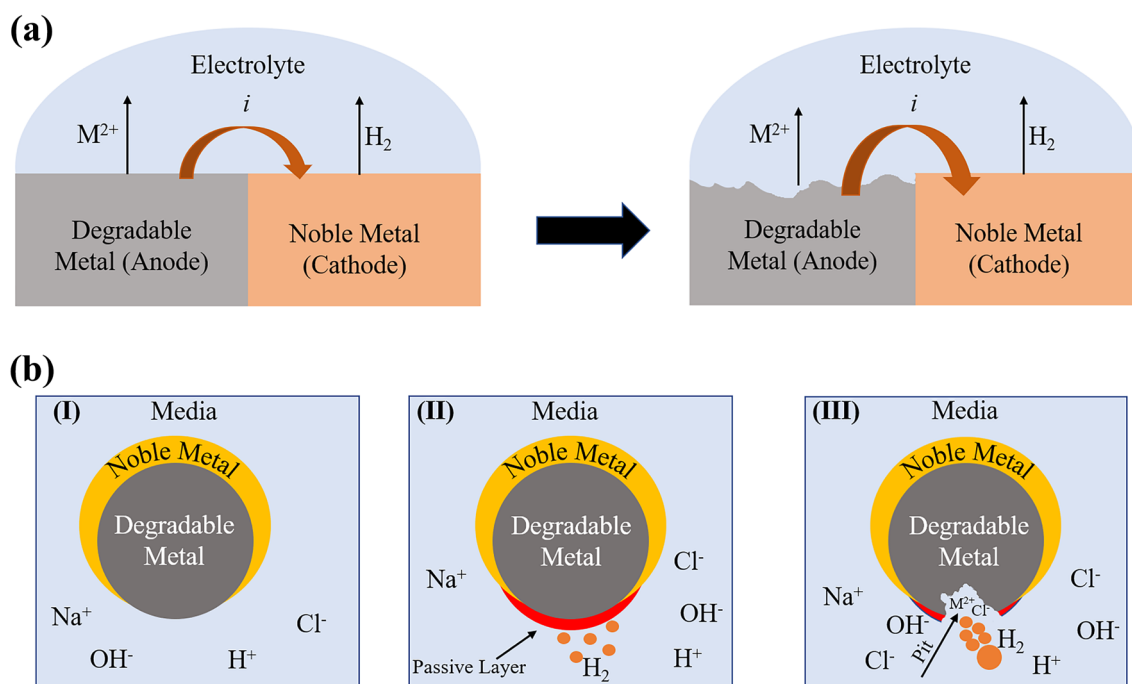 (a)
Electrolyte
i
M²⁺
H₂
Degradable
Metal (Anode)
Noble Metal
(Cathode)
Electrolyte
i
M²⁺
H₂
Degradable
Metal (Anode)
Noble Metal
(Cathode)
(b)
(I)
Media
Noble Metal
Degradable
Metal
Na⁺
Cl⁻
OH⁻
H⁺
(II)
Media
Noble Metal
Degradable
Metal
Cl⁻
Na⁺
OH⁻
Passive Layer
H₂
H⁺
(III)
Media
Noble Metal
Degradable
Metal
Cl⁻
Na⁺
M²⁺
Cl⁻
OH⁻
OH⁻
Pit
H₂
Cl⁻
H⁺